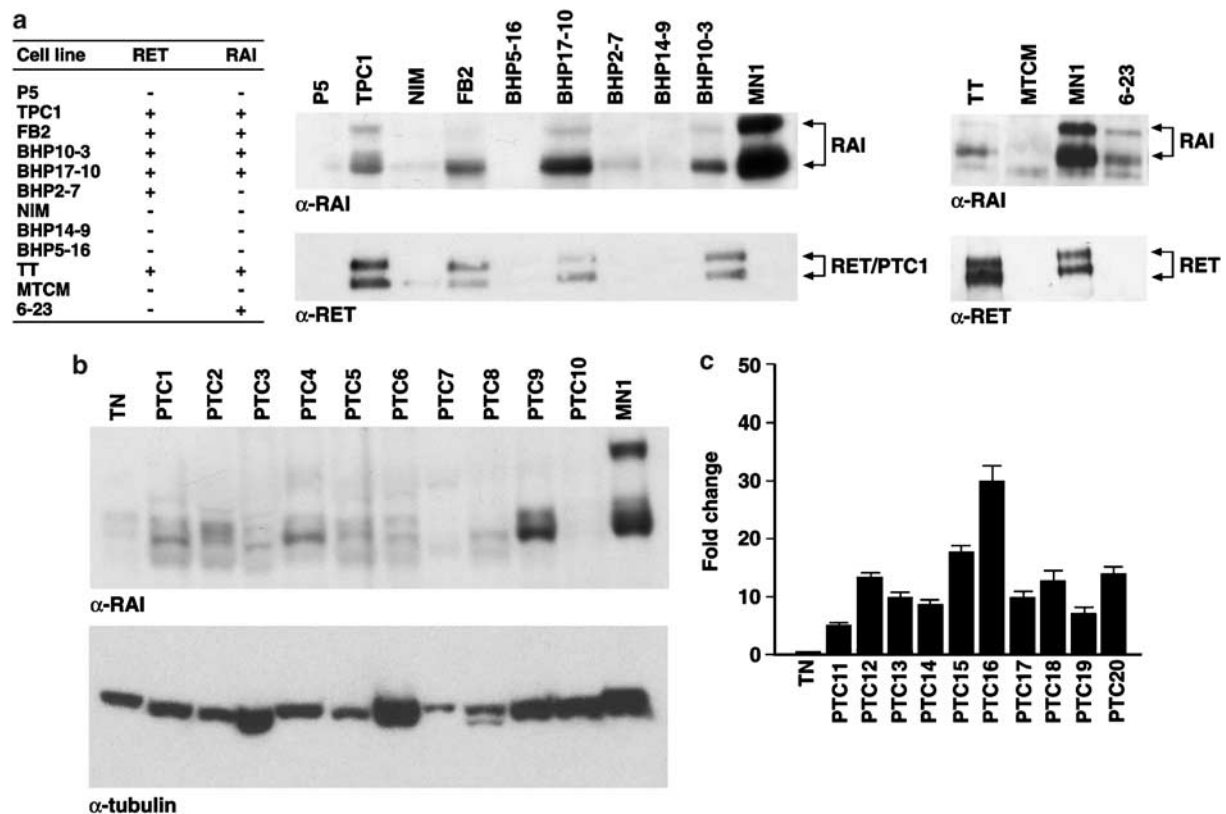 a
Cell line RET RAI
P5 - -
TPC1 + +
FB2 + +
BHP10-3 + +
BHP17-10 + +
BHP2-7 + -
NIM - -
BHP14-9 - -
BHP5-16 - -
TT + +
MTCM - -
6-23 - +
P5 TPC1 NIM FB2 BHP5-16 BHP17-10 BHP2-7 BHP14-9 BHP10-3 MN1
RAI
α-RAI
RET/PTC1
α-RET
TT MTCM MN1 6-23
RAI
α-RAI
RET
α-RET
b
TN PTC1 PTC2 PTC3 PTC4 PTC5 PTC6 PTC7 PTC8 PTC9 PTC10 MN1
α-RAI
α-tubulin
c
Fold change
50
40
30
20
10
0
TN PTC11 PTC12 PTC13 PTC14 PTC15 PTC16 PTC17 PTC18 PTC19 PTC20